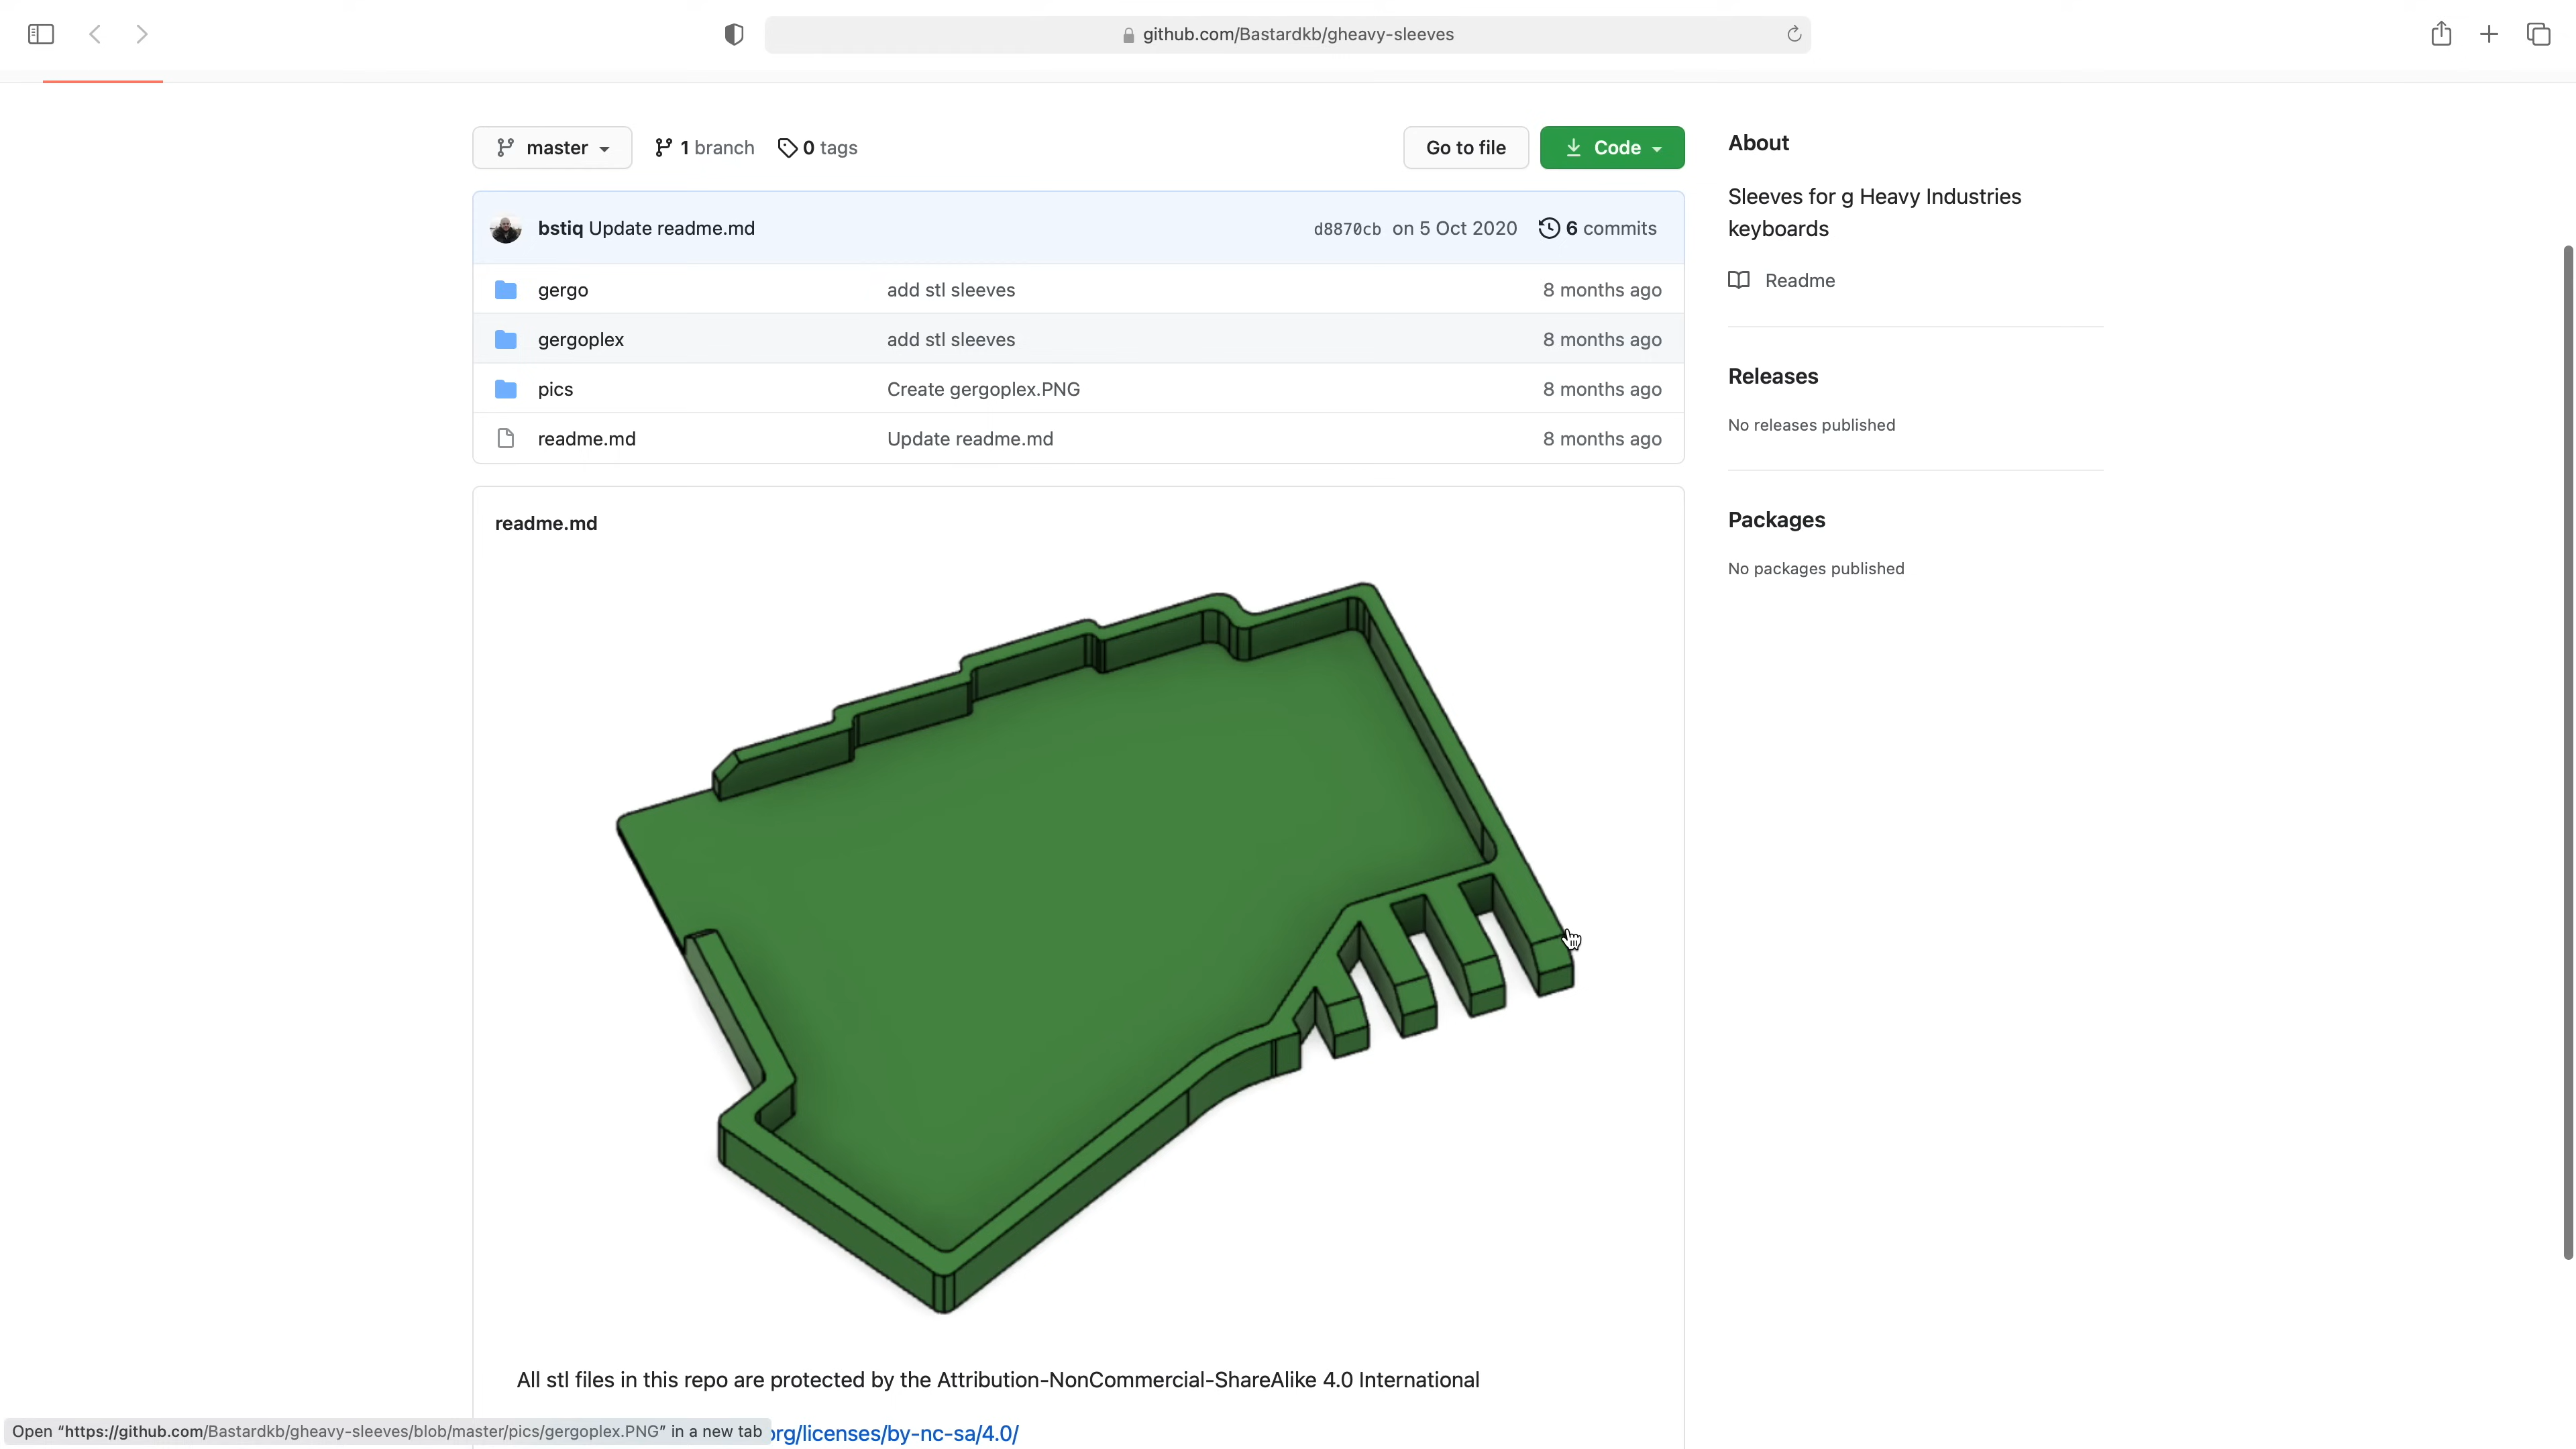 github.com/Bastardkb/gheavy-sleeves
master
1 branch
0 tags
Go to file
Code
bstiq Update readme.md
d8870cb on 5 Oct 2020
6 commits
gergo
add stl sleeves
8 months ago
gergoplex
add stl sleeves
8 months ago
pics
Create gergoplex.PNG
8 months ago
readme.md
Update readme.md
8 months ago
About
Sleeves for g Heavy Industries
keyboards
Readme
Releases
No releases published
Packages
No packages published
readme.md
All stl files in this repo are protected by the Attribution-NonCommercial-ShareAlike 4.0 International
Open “https://github.com/Bastardkb/gheavy-sleeves/blob/master/pics/gergoplex.PNG” in a new tab
org/licenses/by-nc-sa/4.0/